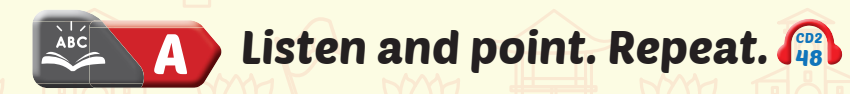 ABC
A Listen and point. Repeat. CD2
48